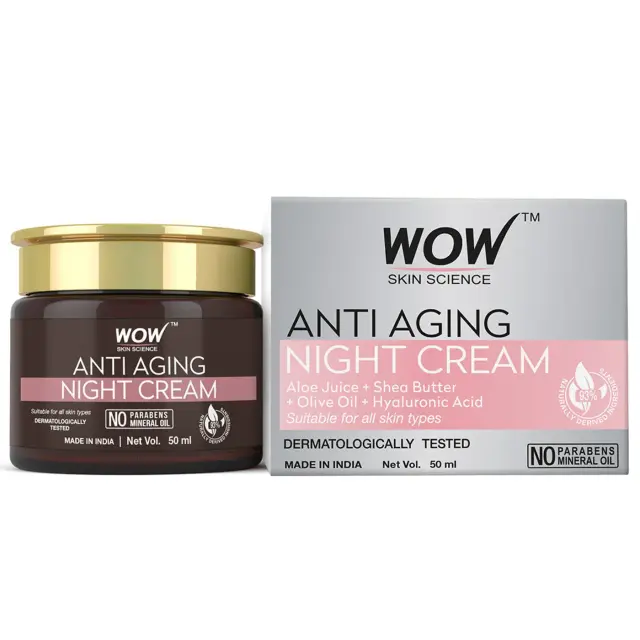 WOW™
SKIN SCIENCE
ANTI AGING
NIGHT CREAM
Suitable for all skin types
DERMATOLOGICALLY
TESTED
NO PARABENS
MINERAL OIL
MADE IN INDIA | Net Vol. 50 ml
WOW™
SKIN SCIENCE
ANTI AGING
NIGHT CREAM
Aloe Juice + Shea Butter
+ Olive Oil + Hyaluronic Acid
Suitable for all skin types
93%
NATURALLY DERIVED INGREDIENTS
DERMATOLOGICALLY TESTED
MADE IN INDIA Net Vol. 50 ml
NO PARABENS
MINERAL OIL